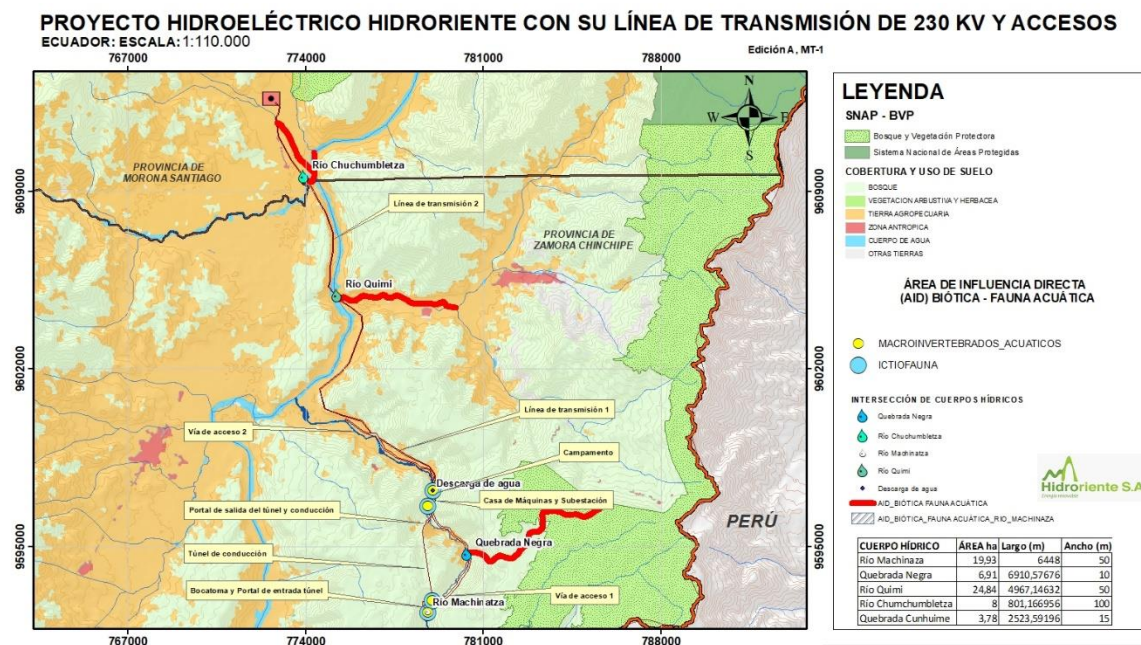 PROYECTO HIDROELÉCTRICO HIDRORIENTE CON SU LÍNEA DE TRANSMISIÓN DE 230 KV Y ACCESOS
ECUADOR: ESCALA: 1:110.000
Edición A, MT-1
767000 774000 781000 788000
N
W E
S
PROVINCIA DE
MORONA SANTIAGO
Río Chuchumbletza
9609000 9609000
Línea de transmisión 2
PROVINCIA DE
ZAMORA CHINCHIPE
Río Quimi
9602000 9602000
Línea de transmisión 1
Vía de acceso 2
Campamento
Descarga de agua
Casa de Máquinas y Subestación
Portal de salida del túnel y conducción
PERÚ
Quebrada Negra
9595000 9595000
Túnel de conducción
Bocatoma y Portal de entrada túnel
Vía de acceso 1
Río Machinatza
767000 774000 781000 788000
LEYENDA
SNAP - BVP
Bosque y Vegetación Protectora
Sistema Nacional de Áreas Protegidas
COBERTURA Y USO DE SUELO
BOSQUE
VEGETACION ARBUSTIVA Y HERBACEA
TIERRA AGROPECUARIA
ZONA ANTROPICA
CUERPO DE AGUA
OTRAS TIERRAS
ÁREA DE INFLUENCIA DIRECTA
(AID) BIÓTICA - FAUNA ACUÁTICA
MACROINVERTEBRADOS_ACUATICOS
ICTIOFAUNA
INTERSECCIÓN DE CUERPOS HÍDRICOS
Quebrada Negra
Río Chuchumbletza
Río Machinatza
Río Quimi
Descarga de agua
AID_BIÓTICA FAUNA ACUÁTICA
AID_BIÓTICA_FAUNA ACUÁTICA_RIO_MACHINAZA
Hidroriente S.A
CUERPO HÍDRICO ÁREA ha Largo (m) Ancho (m)
Río Machinaza 19,93 6448 50
Quebrada Negra 6,91 6910,57676 10
Río Quimi 24,84 4967,14632 50
Río Chumchumbletza 8 801,166956 100
Quebrada Cunhuime 3,78 2523,59196 15